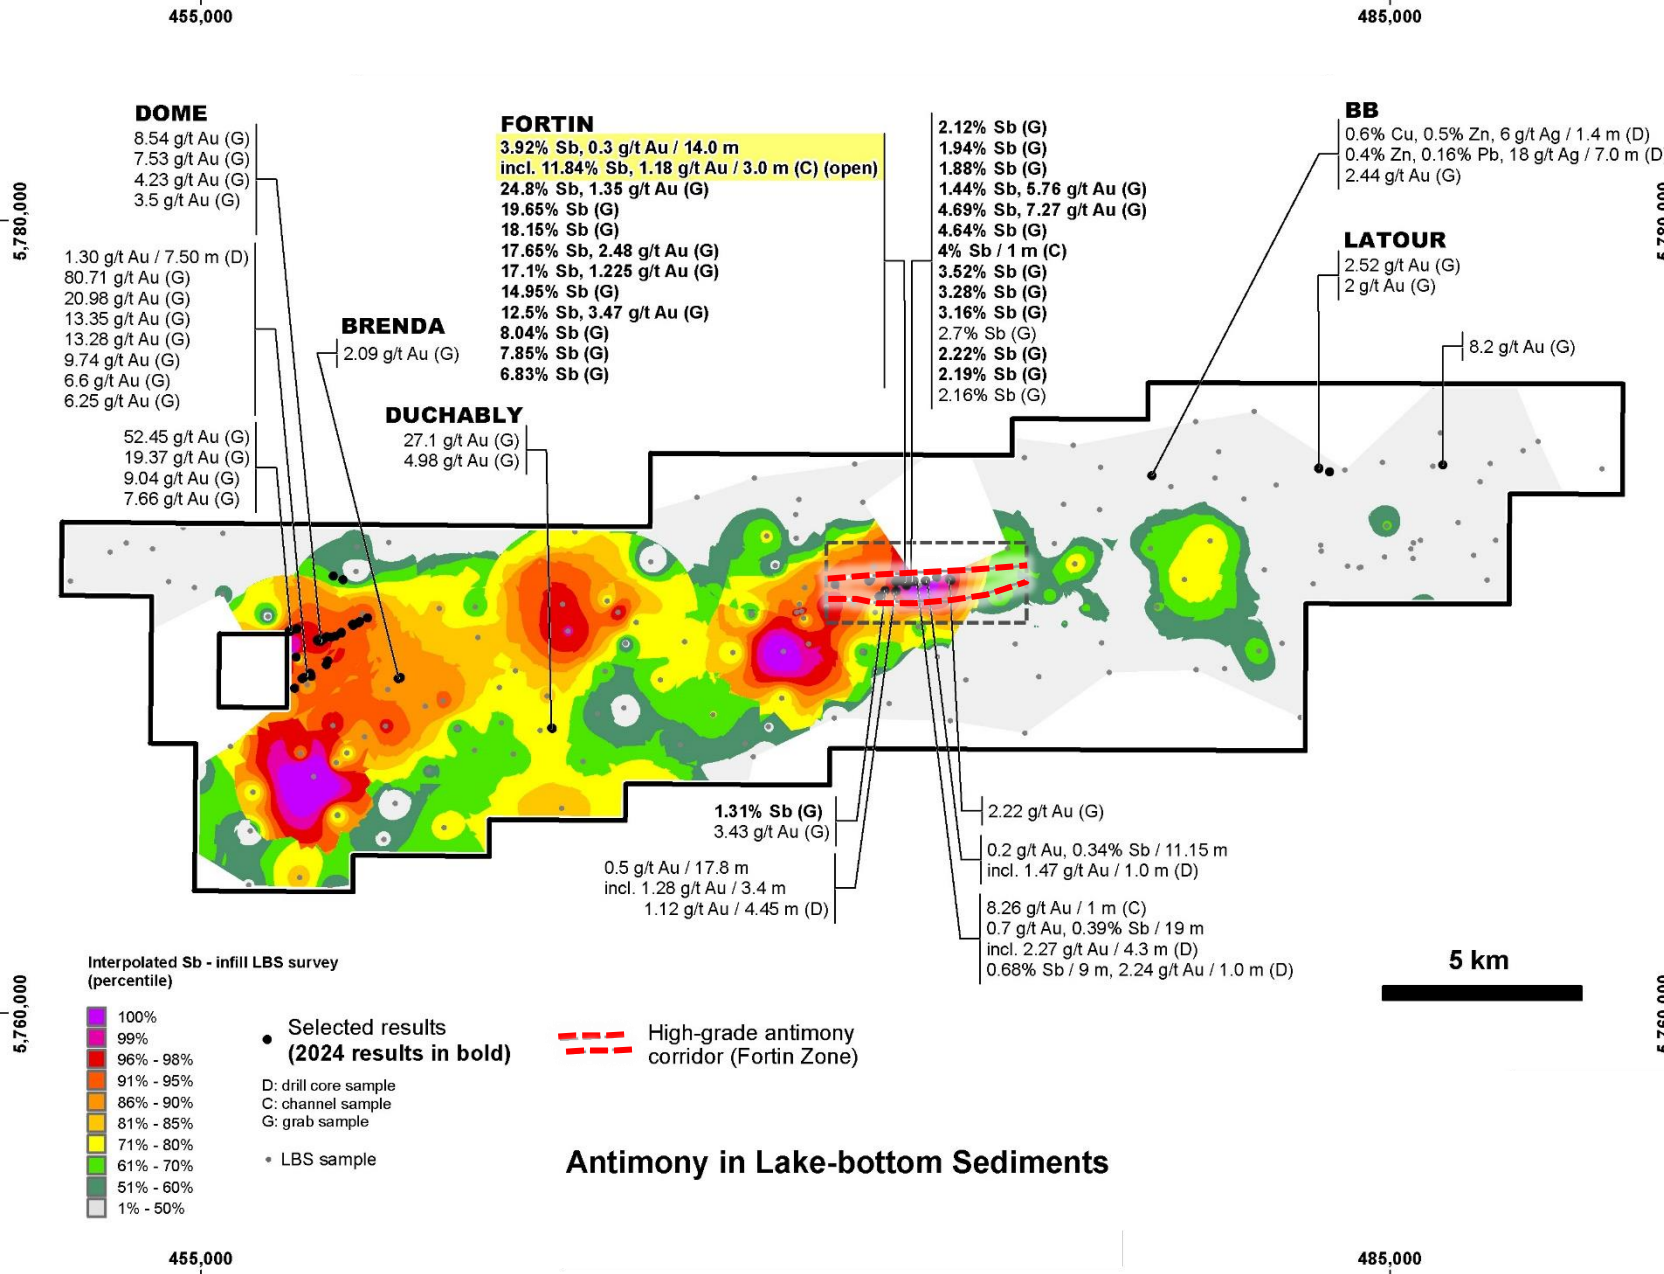 455,000
485,000
5,780,000
DOME
8.54 g/t Au (G)
7.53 g/t Au (G)
4.23 g/t Au (G)
3.5 g/t Au (G)
1.30 g/t Au / 7.50 m (D)
80.71 g/t Au (G)
20.98 g/t Au (G)
13.35 g/t Au (G)
13.28 g/t Au (G)
9.74 g/t Au (G)
6.6 g/t Au (G)
6.25 g/t Au (G)
52.45 g/t Au (G)
19.37 g/t Au (G)
9.04 g/t Au (G)
7.66 g/t Au (G)
BRENDA
2.09 g/t Au (G)
DUCHABLY
27.1 g/t Au (G)
4.98 g/t Au (G)
FORTIN
3.92% Sb, 0.3 g/t Au / 14.0 m
incl. 11.84% Sb, 1.18 g/t Au / 3.0 m (C) (open)
24.8% Sb, 1.35 g/t Au (G)
19.65% Sb (G)
18.15% Sb (G)
17.65% Sb, 2.48 g/t Au (G)
17.1% Sb, 1.225 g/t Au (G)
14.95% Sb (G)
12.5% Sb, 3.47 g/t Au (G)
8.04% Sb (G)
7.85% Sb (G)
6.83% Sb (G)
2.12% Sb (G)
1.94% Sb (G)
1.88% Sb (G)
1.44% Sb, 5.76 g/t Au (G)
4.69% Sb, 7.27 g/t Au (G)
4.64% Sb (G)
4% Sb / 1 m (C)
3.52% Sb (G)
3.28% Sb (G)
3.16% Sb (G)
2.7% Sb (G)
2.22% Sb (G)
2.19% Sb (G)
2.16% Sb (G)
BB
0.6% Cu, 0.5% Zn, 6 g/t Ag / 1.4 m (D)
0.4% Zn, 0.16% Pb, 18 g/t Ag / 7.0 m (D
2.44 g/t Au (G)
5,780,000
LATOUR
2.52 g/t Au (G)
2 g/t Au (G)
8.2 g/t Au (G)
1.31% Sb (G)
3.43 g/t Au (G)
0.5 g/t Au / 17.8 m
incl. 1.28 g/t Au / 3.4 m
1.12 g/t Au / 4.45 m (D)
2.22 g/t Au (G)
0.2 g/t Au, 0.34% Sb / 11.15 m
incl. 1.47 g/t Au / 1.0 m (D)
8.26 g/t Au / 1 m (C)
0.7 g/t Au, 0.39% Sb / 19 m
incl. 2.27 g/t Au / 4.3 m (D)
0.68% Sb / 9 m, 2.24 g/t Au / 1.0 m (D)
5 km
5,760,000
5,760,000
Interpolated Sb - infill LBS survey
(percentile)
100%
99%
96% - 98%
91% - 95%
86% - 90%
81% - 85%
71% - 80%
61% - 70%
51% - 60%
1% - 50%
Selected results
(2024 results in bold)
D: drill core sample
C: channel sample
G: grab sample
LBS sample
High-grade antimony
corridor (Fortin Zone)
Antimony in Lake-bottom Sediments
455,000
485,000